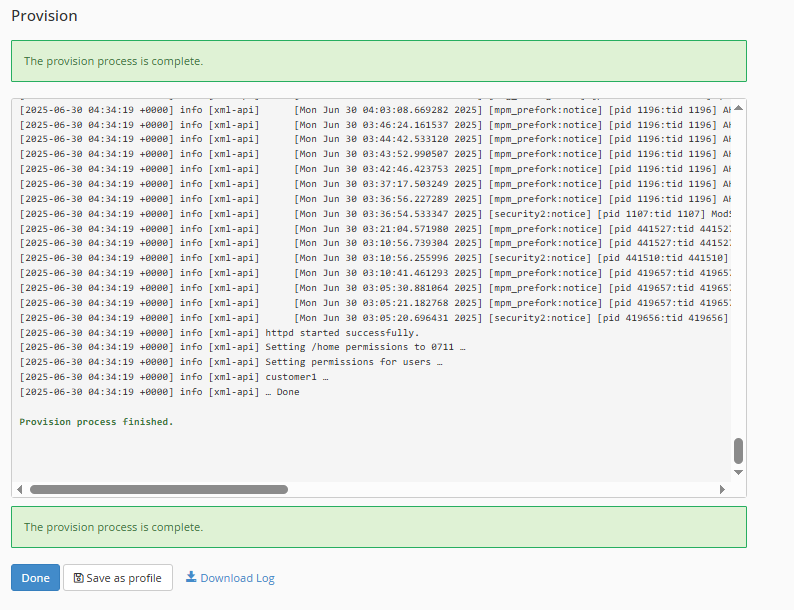 Provision
The provision process is complete.
[2025-06-30 04:34:19 +0000] info [xml-api] [Mon Jun 30 04:03:08.669282 2025] [mpm_prefork:notice] [pid 1196:tid 1196]
[2025-06-30 04:34:19 +0000] info [xml-api] [Mon Jun 30 03:46:24.161537 2025] [mpm_prefork:notice] [pid 1196:tid 1196]
[2025-06-30 04:34:19 +0000] info [xml-api] [Mon Jun 30 03:44:42.533120 2025] [mpm_prefork:notice] [pid 1196:tid 1196]
[2025-06-30 04:34:19 +0000] info [xml-api] [Mon Jun 30 03:43:52.990507 2025] [mpm_prefork:notice] [pid 1196:tid 1196]
[2025-06-30 04:34:19 +0000] info [xml-api] [Mon Jun 30 03:42:46.423753 2025] [mpm_prefork:notice] [pid 1196:tid 1196]
[2025-06-30 04:34:19 +0000] info [xml-api] [Mon Jun 30 03:37:17.503249 2025] [mpm_prefork:notice] [pid 1196:tid 1196]
[2025-06-30 04:34:19 +0000] info [xml-api] [Mon Jun 30 03:36:56.227289 2025] [mpm_prefork:notice] [pid 1196:tid 1196]
[2025-06-30 04:34:19 +0000] info [xml-api] [Mon Jun 30 03:36:54.533347 2025] [security2:notice] [pid 1107:tid 1107]
[2025-06-30 04:34:19 +0000] info [xml-api] [Mon Jun 30 03:21:04.571980 2025] [mpm_prefork:notice] [pid 441527:tid 441527
[2025-06-30 04:34:19 +0000] info [xml-api] [Mon Jun 30 03:10:56.739304 2025] [mpm_prefork:notice] [pid 441527:tid 441527
[2025-06-30 04:34:19 +0000] info [xml-api] [Mon Jun 30 03:10:56.255996 2025] [security2:notice] [pid 441510:tid 441510]
[2025-06-30 04:34:19 +0000] info [xml-api] [Mon Jun 30 03:10:41.461293 2025] [mpm_prefork:notice] [pid 419657:tid 419657
[2025-06-30 04:34:19 +0000] info [xml-api] [Mon Jun 30 03:05:30.881064 2025] [mpm_prefork:notice] [pid 419657:tid 419657
[2025-06-30 04:34:19 +0000] info [xml-api] [Mon Jun 30 03:05:21.182768 2025] [mpm_prefork:notice] [pid 419657:tid 419657
[2025-06-30 04:34:19 +0000] info [xml-api] [Mon Jun 30 03:05:20.696431 2025] [security2:notice] [pid 419656:tid 419656]
[2025-06-30 04:34:19 +0000] info [xml-api] httpd started successfully.
[2025-06-30 04:34:19 +0000] info [xml-api] Setting /home permissions to 0711 …
[2025-06-30 04:34:19 +0000] info [xml-api] Setting permissions for users …
[2025-06-30 04:34:19 +0000] info [xml-api] customer1 …
[2025-06-30 04:34:19 +0000] info [xml-api] … Done
Provision process finished.
The provision process is complete.
Done Save as profile Download Log